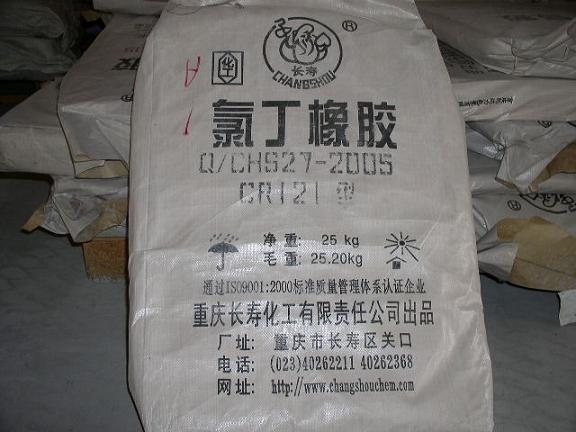 ®
长寿
CHANGSHOU
A
氯丁橡胶
Q/CHS27-2005
CR121型
净重: 25 kg
毛重: 25.20kg
通过ISO9001:2000标准质量管理体系认证企业
重庆长寿化工有限责任公司出品
厂址: 重庆市长寿区关口
电话: (023)40262211 40262368
网址: http://www.changshouchem.com